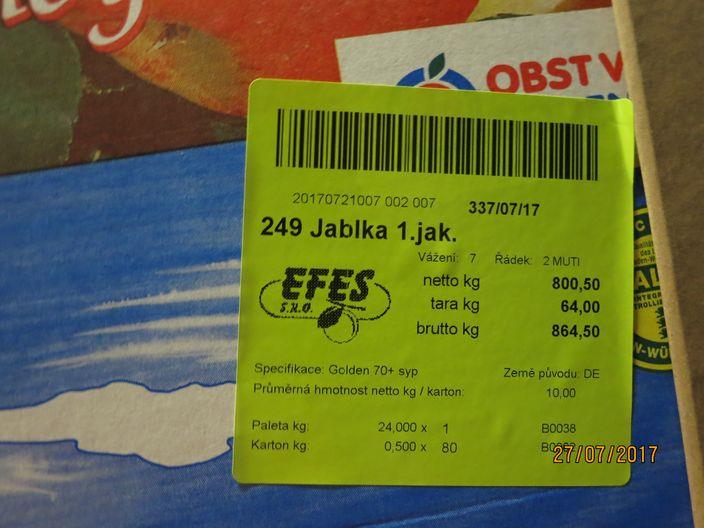 OBST
20170721007 002 007 337/07/17
249 Jablka 1.jak.
Vážení: 7 Řádek: 2 MUTI
EFES
S.R.O.
netto kg 800,50
tara kg 64,00
brutto kg 864,50
Specifikace: Golden 70+ syp Země původu: DE
Průměrná hmotnost netto kg / karton: 10,00
Paleta kg: 24,000 x 1 B0038
Karton kg: 0,500 x 80
27/07/2017